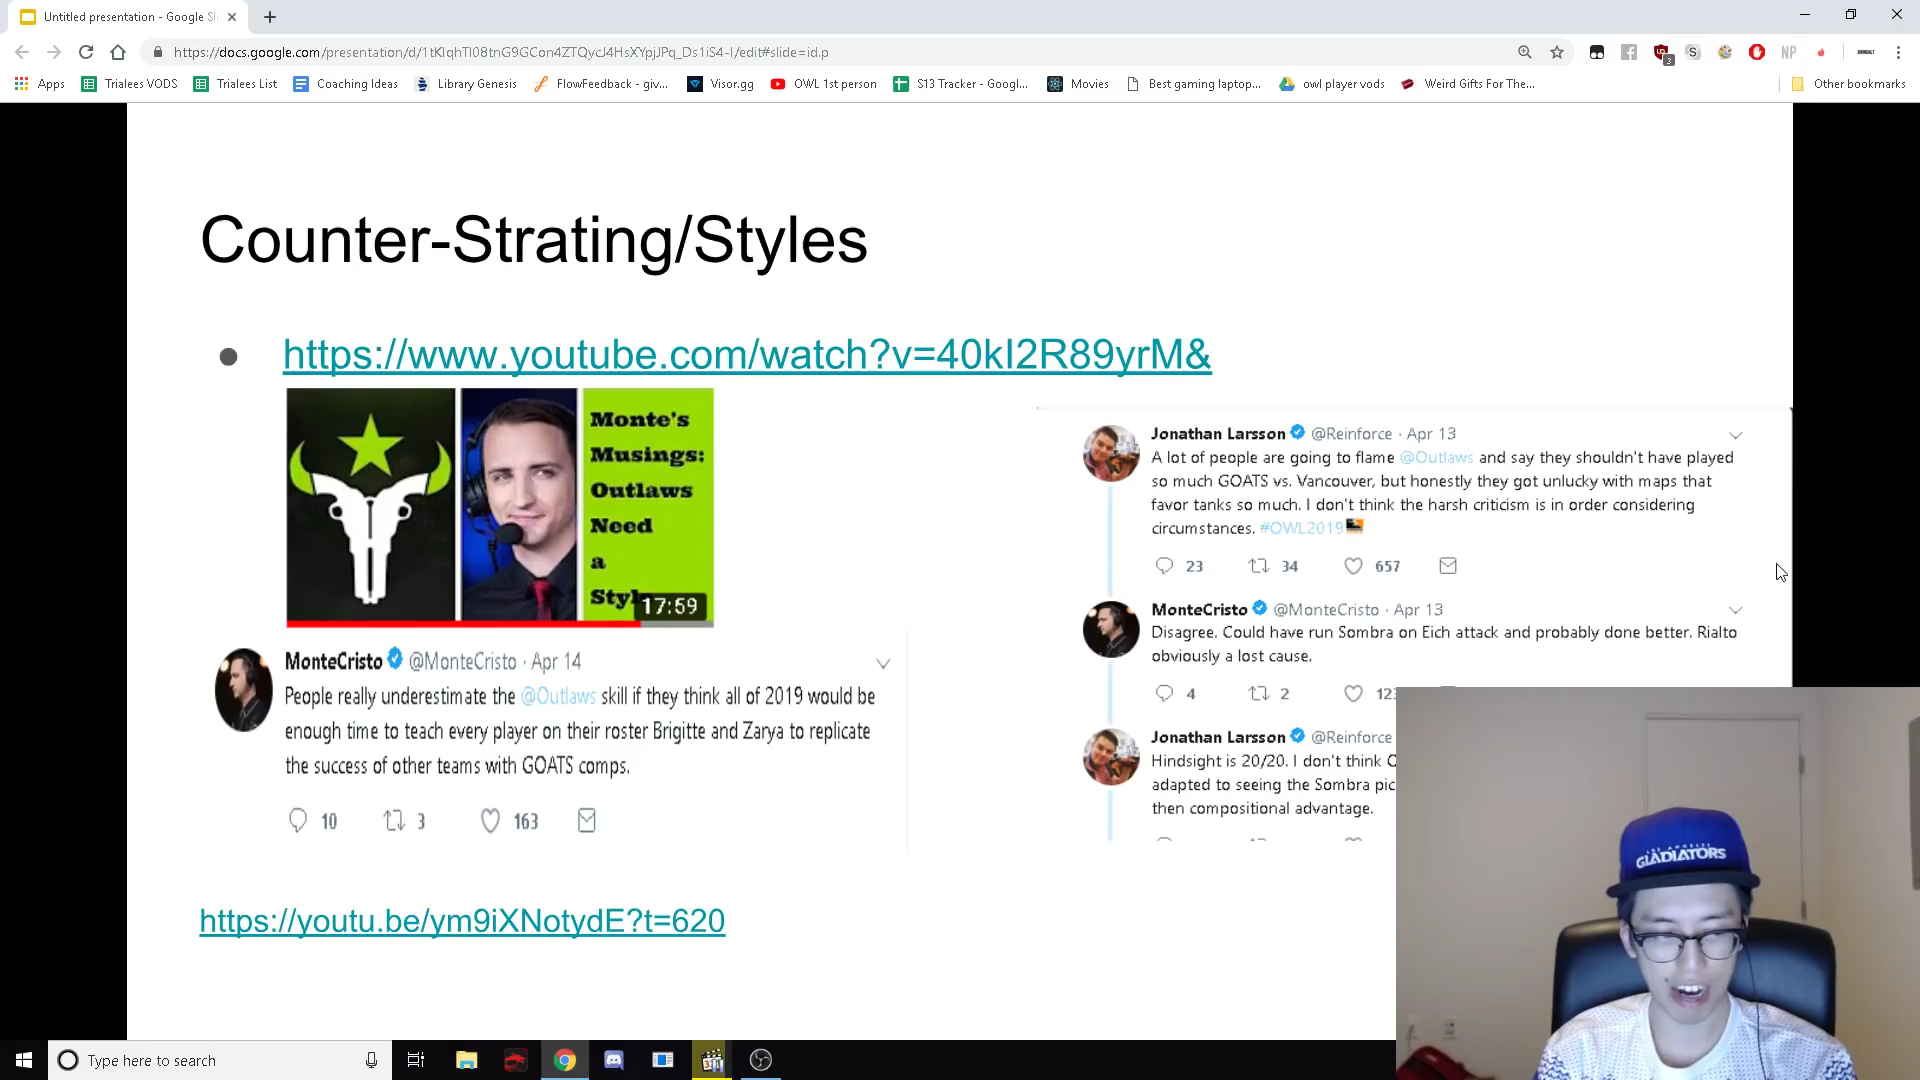 Untitled presentation - Google Sl
https://docs.google.com/presentation/d/1tKlqhTl08tnG9GCon4ZTQycJ4HsXYpjJPq_Ds1iS4-I/edit#slide=id.p
3
NP
Apps
Trialees VODS
Trialees List
Coaching Ideas
Library Genesis
FlowFeedback - giv...
Visor.gg
OWL 1st person
S13 Tracker - Googl...
Movies
Best gaming laptop...
owl player vods
Weird Gifts For The...
Other bookmarks
Counter-Strating/Styles
https://www.youtube.com/watch?v=40kI2R89yrM&
Monte's
Musings:
Outlaws
Need
a
Styl
17:59
MonteCristo @MonteCristo · Apr 14
People really underestimate the @Outlaws skill if they think all of 2019 would be
enough time to teach every player on their roster Brigitte and Zarya to replicate
the success of other teams with GOATS comps.
10 3 163
Jonathan Larsson @Reinforce · Apr 13
A lot of people are going to flame @Outlaws and say they shouldn't have played
so much GOATS vs. Vancouver, but honestly they got unlucky with maps that
favor tanks so much. I don't think the harsh criticism is in order considering
circumstances. #OWL2019
23 34 657
MonteCristo @MonteCristo · Apr 13
Disagree. Could have run Sombra on Eich attack and probably done better. Rialto
obviously a lost cause.
4 2 123
Jonathan Larsson @Reinforce
Hindsight is 20/20. I don't think
adapted to seeing the Sombra pic
then compositional advantage.
https://youtu.be/ym9iXNotydE?t=620
LOS ANGELES
GLADIATORS
Type here to search